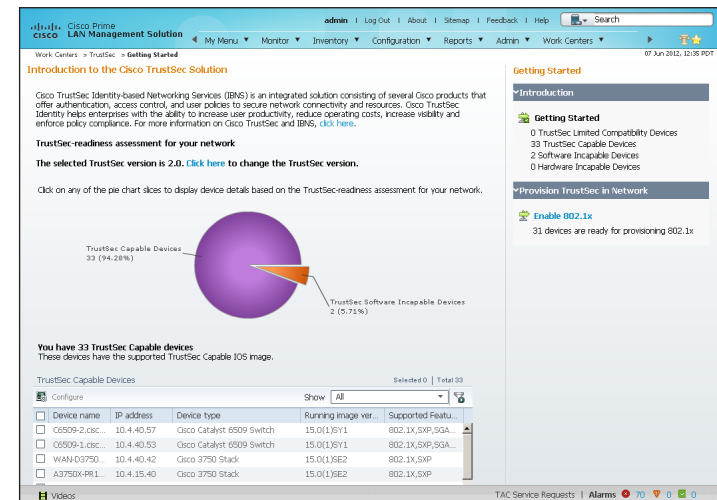 Cisco Prime
cisco LAN Management Solution
admin | Log Out | About | Sitemap | Feedback | Help Search
My Menu Monitor Inventory Configuration Reports Admin Work Centers
Work Centers > TrustSec > Getting Started
07 Jun 2012, 12:35 PDT
Introduction to the Cisco TrustSec Solution
Cisco TrustSec Identity-based Networking Services (IBNS) is an integrated solution consisting of several Cisco products that
offer authentication, access control, and user policies to secure network connectivity and resources. Cisco TrustSec
Identity helps enterprises with the ability to increase user productivity, reduce operating costs, increase visibility and
enforce policy compliance. For more information on Cisco TrustSec and IBNS, click here.
TrustSec-readiness assessment for your network
The selected TrustSec version is 2.0. Click here to change the TrustSec version.
Click on any of the pie chart slices to display device details based on the TrustSec-readiness assessment for your network.
TrustSec Capable Devices
33 (94.28%)
TrustSec Software Incapable Devices
2 (5.71%)
You have 33 TrustSec Capable devices
These devices have the supported TrustSec Capable IOS image.
TrustSec Capable Devices
Selected 0 | Total 33
Configure
Show All
Device name IP address Device type Running image ver... Supported Featu...
C6509-2.cisc... 10.4.40.57 Cisco Catalyst 6509 Switch 15.0(1)SY1 802.1X,SXP,SGA...
C6509-1.cisc... 10.4.40.53 Cisco Catalyst 6509 Switch 15.0(1)SY1 802.1X,SXP,SGA...
WAN-D3750... 10.4.40.42 Cisco 3750 Stack 15.0(1)SE2 802.1X,SXP
A3750X-PR1... 10.4.15.40 Cisco 3750 Stack 15.0(1)SE2 802.1X,SXP
Getting Started
Introduction
Getting Started
0 TrustSec Limited Compatibility Devices
33 TrustSec Capable Devices
2 Software Incapable Devices
0 Hardware Incapable Devices
Provision TrustSec in Network
Enable 802.1x
31 devices are ready for provisioning 802.1x
Videos
TAC Service Requests | Alarms 70 0 0